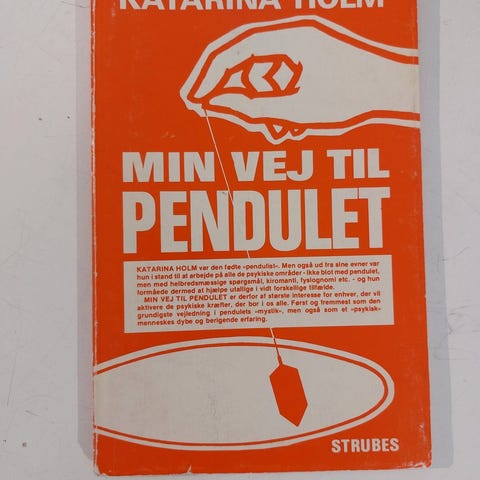 KATARINA HOLM
MIN VEJ TIL
PENDULET
KATARINA HOLM var den fødte »pendulist«. Men også ud fra sine evner var
hun i stand til at arbejde på alle de psykiske områder - ikke blot med pendulet,
men med helbredsmæssige spørgsmål, kiromanti, fysiognomi etc. - og hun
formåede dermed at hjælpe utallige i vidt forskellige tilfælde.
MIN VEJ TIL PENDULET er derfor af største interesse for enhver, der vil
aktivere de psykiske kræfter, der bor i os alle. Først og fremmest som den
grundigste vejledning i pendulets »mystik«, men også som et »psykisk«
menneskes dybe og berigende erfaring.
STRUBES